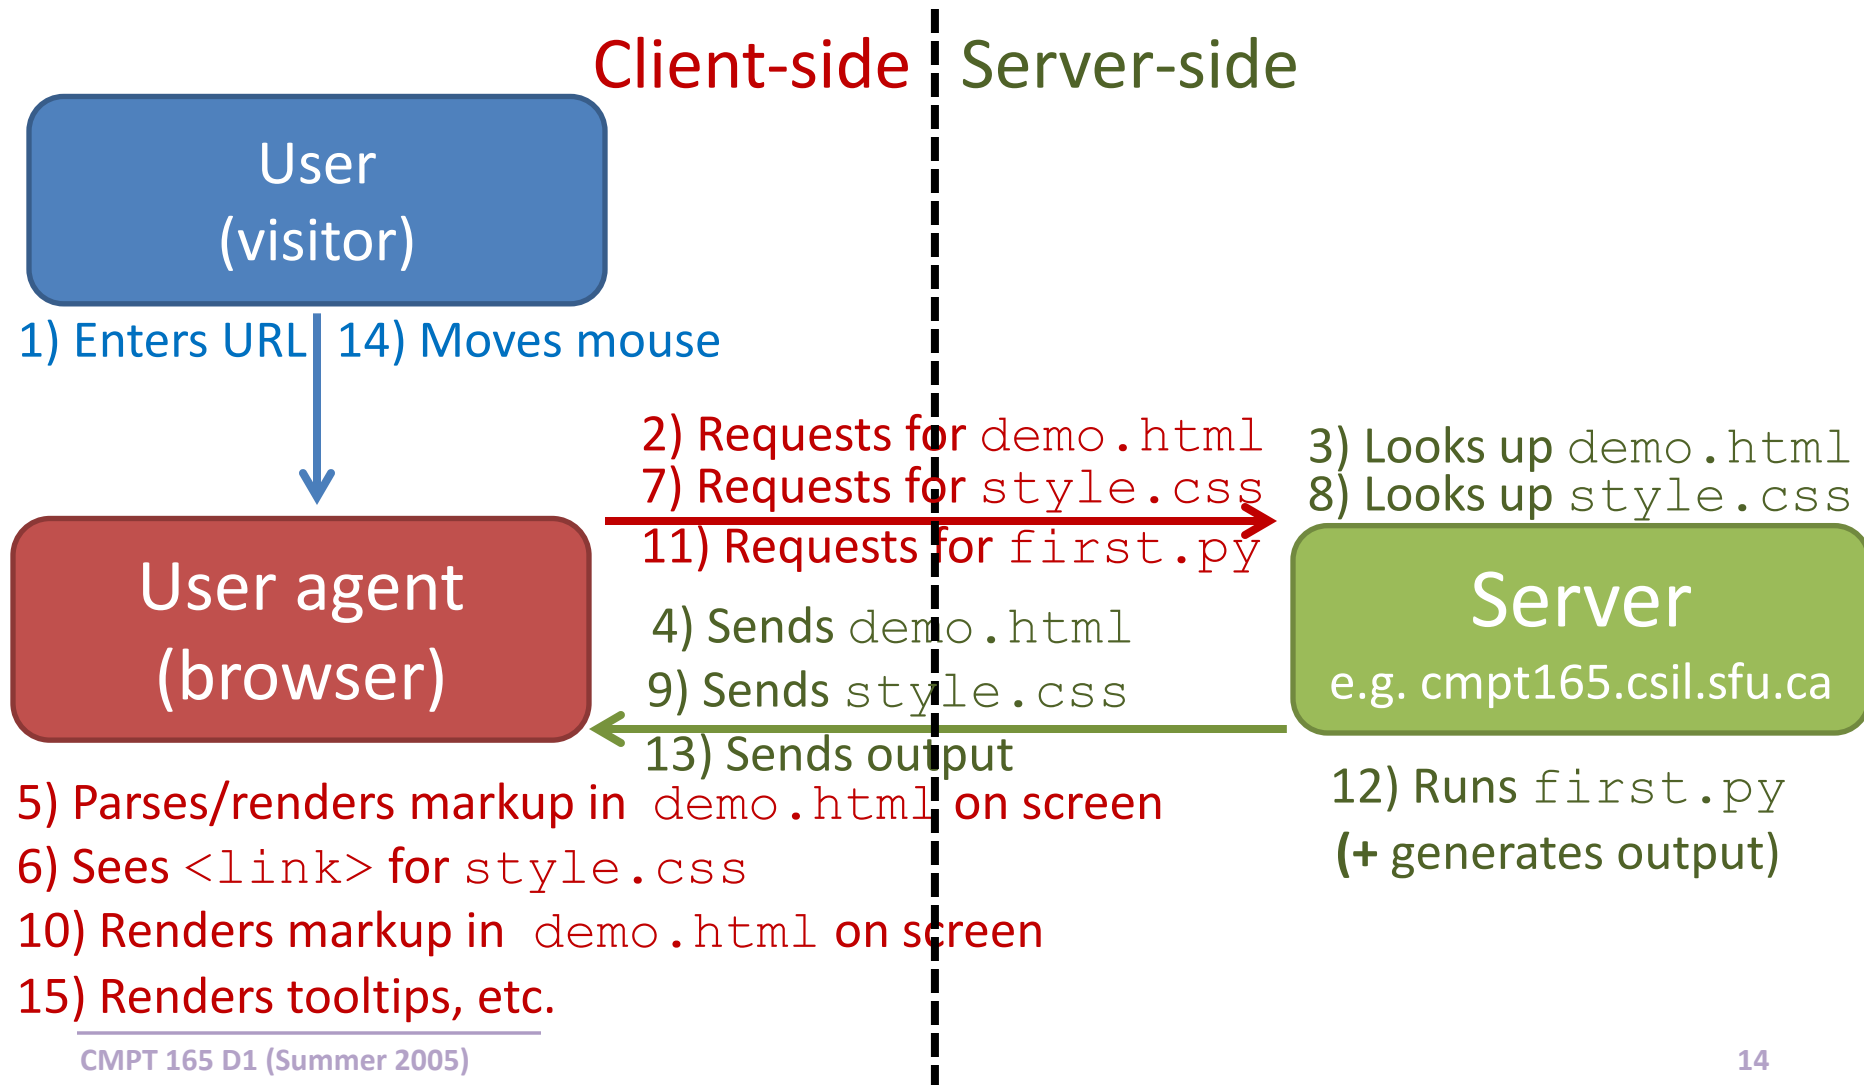 Client-side
Server-side
User
(visitor)
1) Enters URL
14) Moves mouse
2) Requests for demo.html
7) Requests for style.css
11) Requests for first.py
3) Looks up demo.html
8) Looks up style.css
User agent
(browser)
4) Sends demo.html
9) Sends style.css
13) Sends output
Server
e.g. cmpt165.csil.sfu.ca
12) Runs first.py
(+ generates output)
5) Parses/renders markup in demo.html on screen
6) Sees <link> for style.css
10) Renders markup in demo.html on screen
15) Renders tooltips, etc.
CMPT 165 D1 (Summer 2005)
14